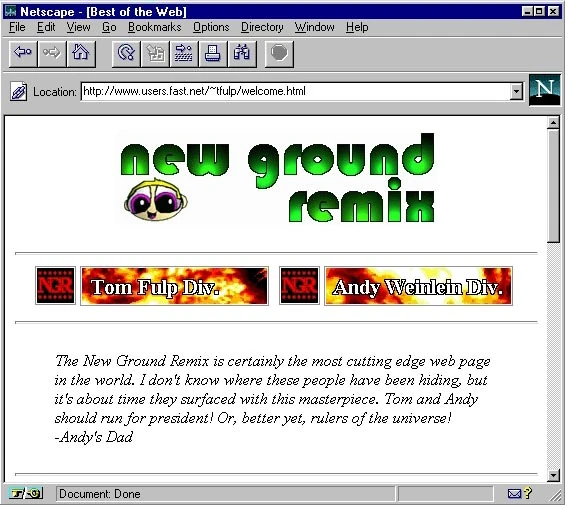 Netscape - [Best of the Web]
File Edit View Go Bookmarks Options Directory Window Help
Location: http://www.users.fast.net/~tfulp/welcome.html
N
new ground
remix
NGR Tom Fulp Div. NGR Andy Weinlein Div.
The New Ground Remix is certainly the most cutting edge web page
in the world. I don't know where these people have been hiding, but
it's about time they surfaced with this masterpiece. Tom and Andy
should run for president! Or, better yet, rulers of the universe!
-Andy's Dad
Document: Done
?